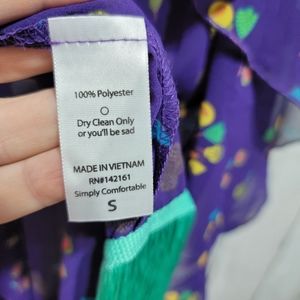 100% Polyester
Dry Clean Only
or you'll be sad
MADE IN VIETNAM
RN#142161
Simply Comfortable
S